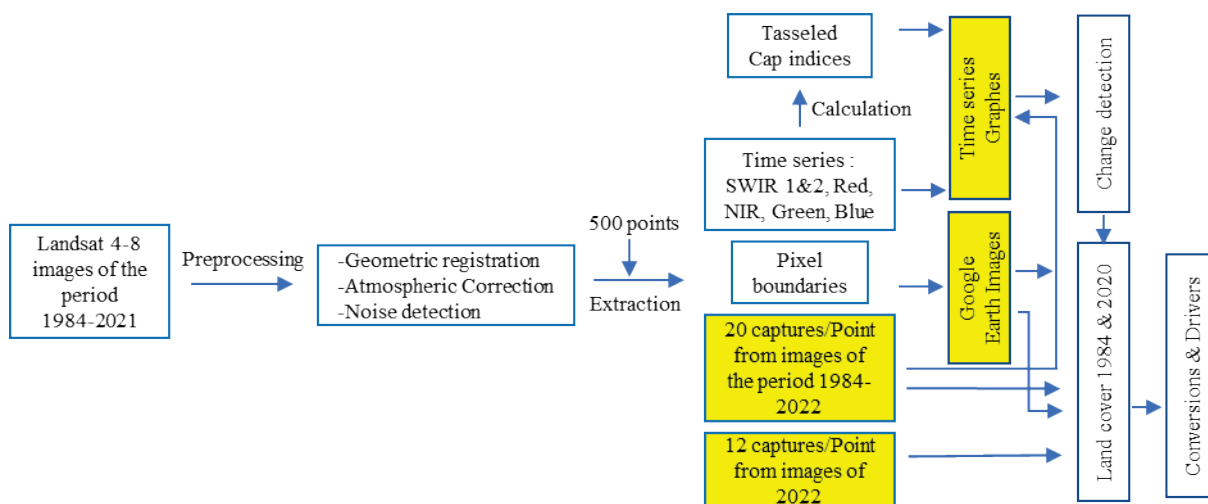 Landsat 4-8
images of the
period
1984-2021
Preprocessing
-Geometric registration
-Atmospheric Correction
-Noise detection
500 points
Extraction
Tasseled
Cap indices
Calculation
Time series :
SWIR 1&2, Red,
NIR, Green, Blue
Pixel
boundaries
20 captures/Point
from images of
the period 1984-
2022
12 captures/Point
from images of
2022
Time series
Graphes
Google
Earth Images
Change detection
Land cover 1984 & 2020
Conversions & Drivers